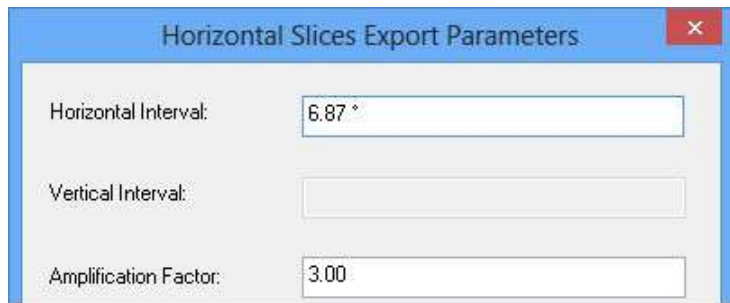 Horizontal Slices Export Parameters
Horizontal Interval: 6.87 °
Vertical Interval:
Amplification Factor: 3.00